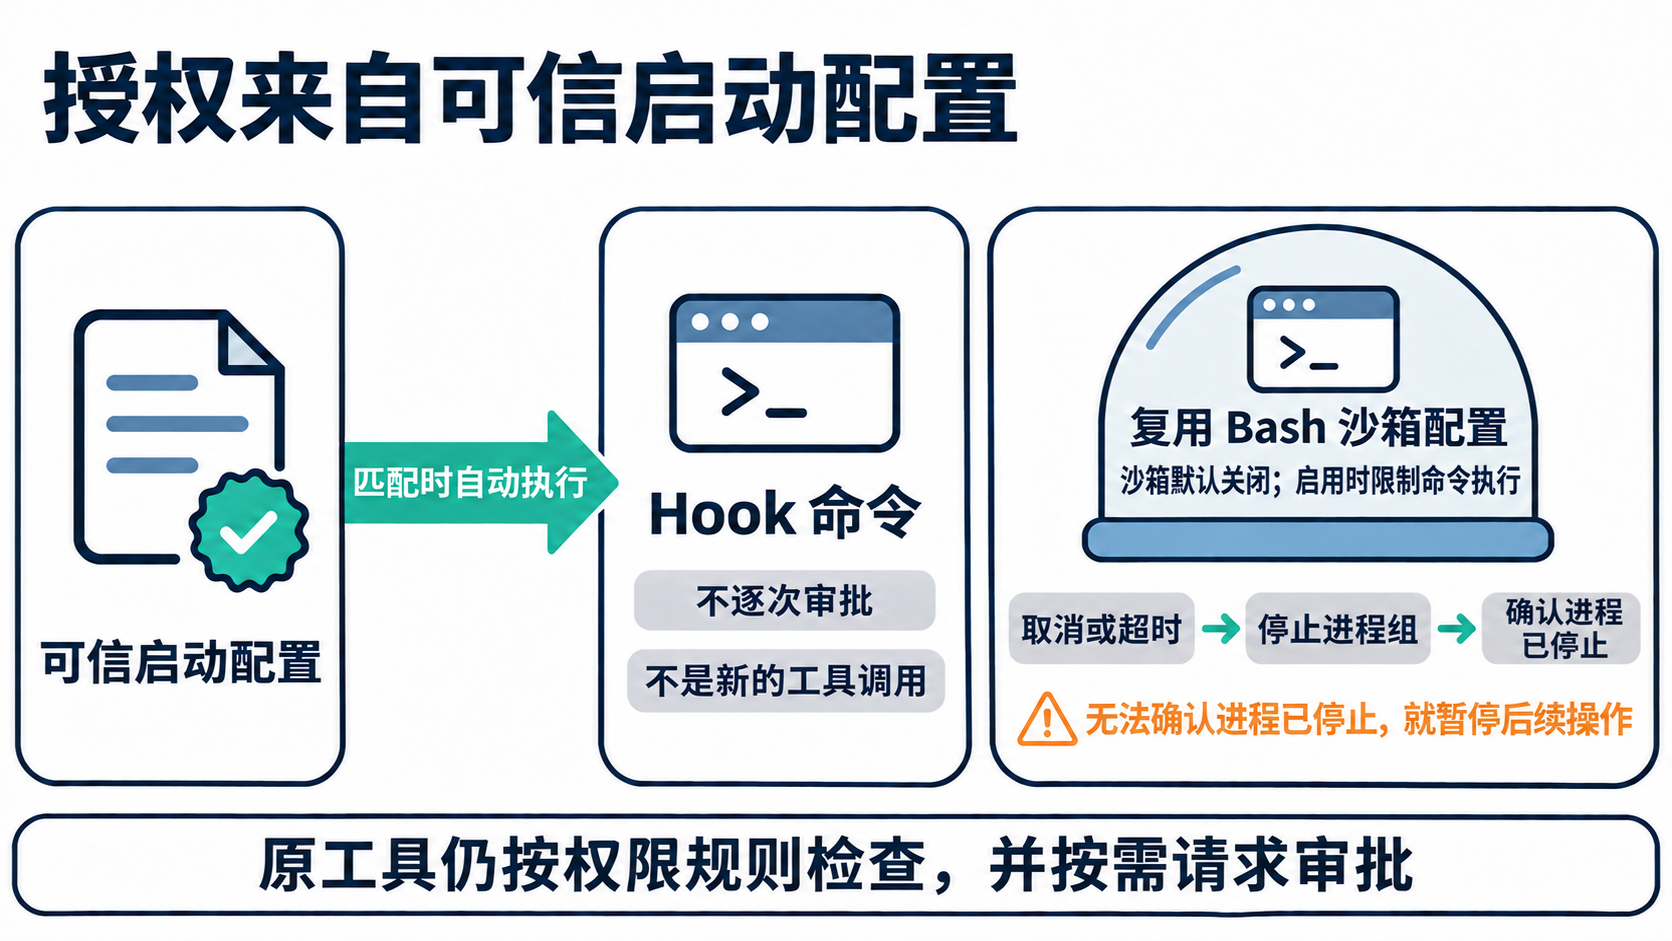 授权来自可信启动配置
可信启动配置
匹配时自动执行
>_
Hook 命令
不逐次审批
不是新的工具调用
>_
复用 Bash 沙箱配置
沙箱默认关闭；启用时限制命令执行
取消或超时
停止进程组
确认进程
已停止
无法确认进程已停止，就暂停后续操作
原工具仍按权限规则检查，并按需请求审批